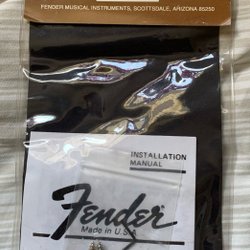 FENDER MUSICAL INSTRUMENTS, SCOTTSDALE, ARIZONA 85250
INSTALLATION
MANUAL
Fender
Made in U.S.A